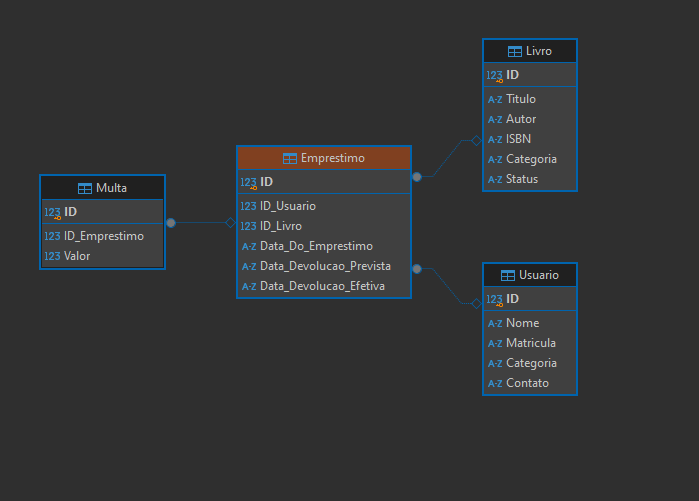 Multa
123 ID
123 ID_Emprestimo
123 Valor
Emprestimo
123 ID
123 ID_Usuario
123 ID_Livro
A-Z Data_Do_Emprestimo
A-Z Data_Devolucao_Prevista
A-Z Data_Devolucao_Efetiva
Livro
123 ID
A-Z Titulo
A-Z Autor
A-Z ISBN
A-Z Categoria
A-Z Status
Usuario
123 ID
A-Z Nome
A-Z Matricula
A-Z Categoria
A-Z Contato